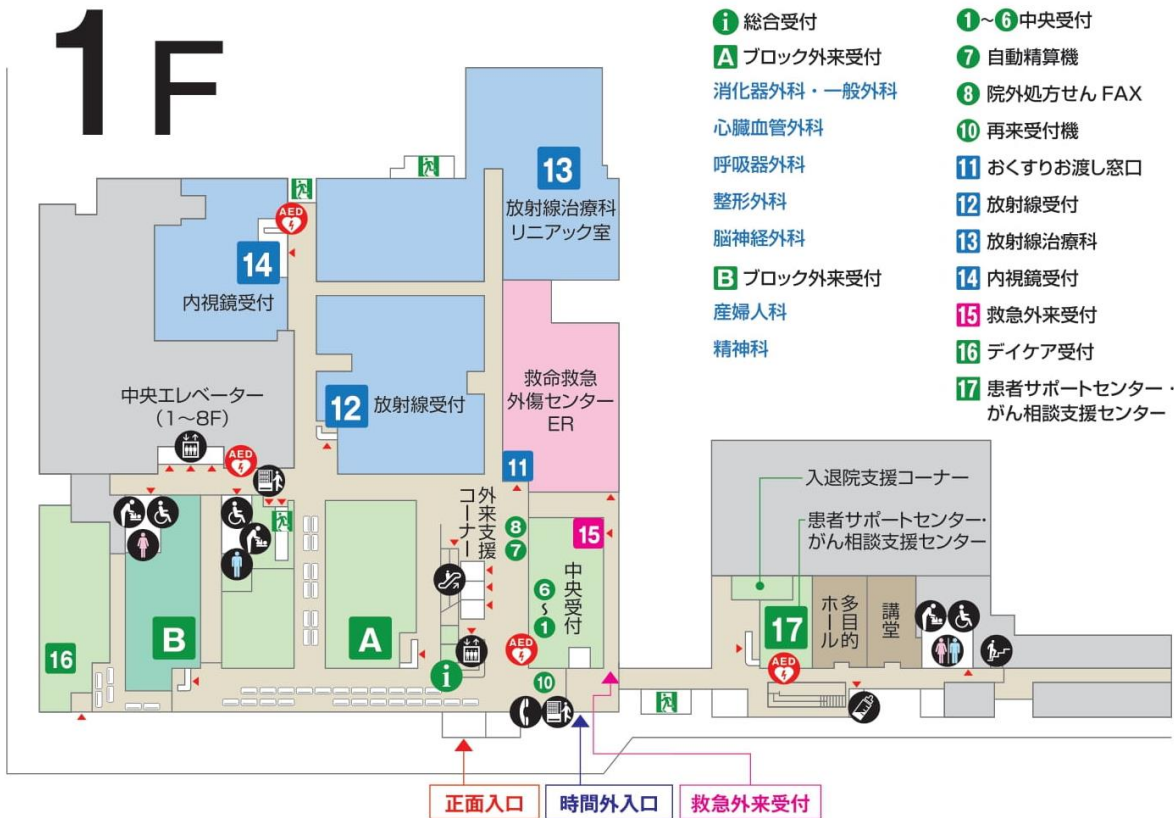 1F
i 総合受付
A ブロック外来受付
消化器外科・一般外科
心臓血管外科
呼吸器外科
整形外科
脳神経外科
B ブロック外来受付
産婦人科
精神科
1～6 中央受付
7 自動精算機
8 院外処方せん FAX
10 再来受付機
11 おくすりお渡し窓口
12 放射線受付
13 放射線治療科
14 内視鏡受付
15 救急外来受付
16 デイケア受付
17 患者サポートセンター・
がん相談支援センター
13
放射線治療科
リニアック室
AED
14
内視鏡受付
救命救急
外傷センター
ER
中央エレベーター
(1～8F)
12 放射線受付
AED
11
外来支援
コーナー
8
7
15
中央受付
6
～
1
入退院支援コーナー
患者サポートセンター・
がん相談支援センター
17
多目的
ホール
講堂
16
B
A
i
AED
10
AED
正面入口
時間外入口
救急外来受付